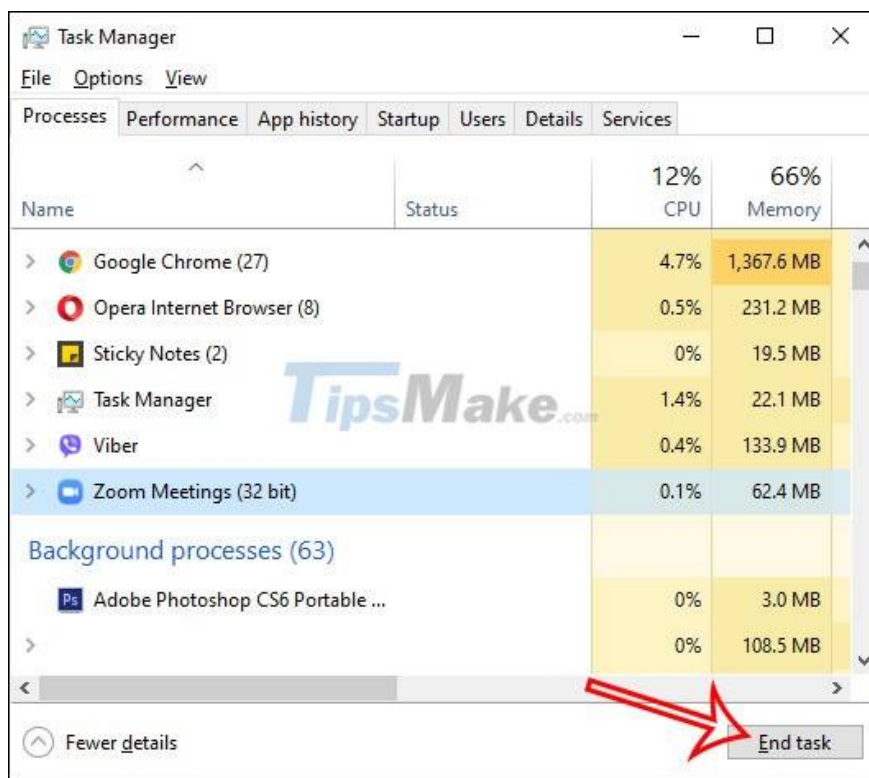 Task Manager
File Options View
Processes Performance App history Startup Users Details Services
12% 66%
Name Status CPU Memory
Google Chrome (27) 4.7% 1,367.6 MB
Opera Internet Browser (8) 0.5% 231.2 MB
Sticky Notes (2) 0% 19.5 MB
TipsMake.com
Task Manager 1.4% 22.1 MB
Viber 0.4% 133.9 MB
Zoom Meetings (32 bit) 0.1% 62.4 MB
Background processes (63)
Ps Adobe Photoshop CS6 Portable ... 0% 3.0 MB
0% 108.5 MB
Fewer details End task